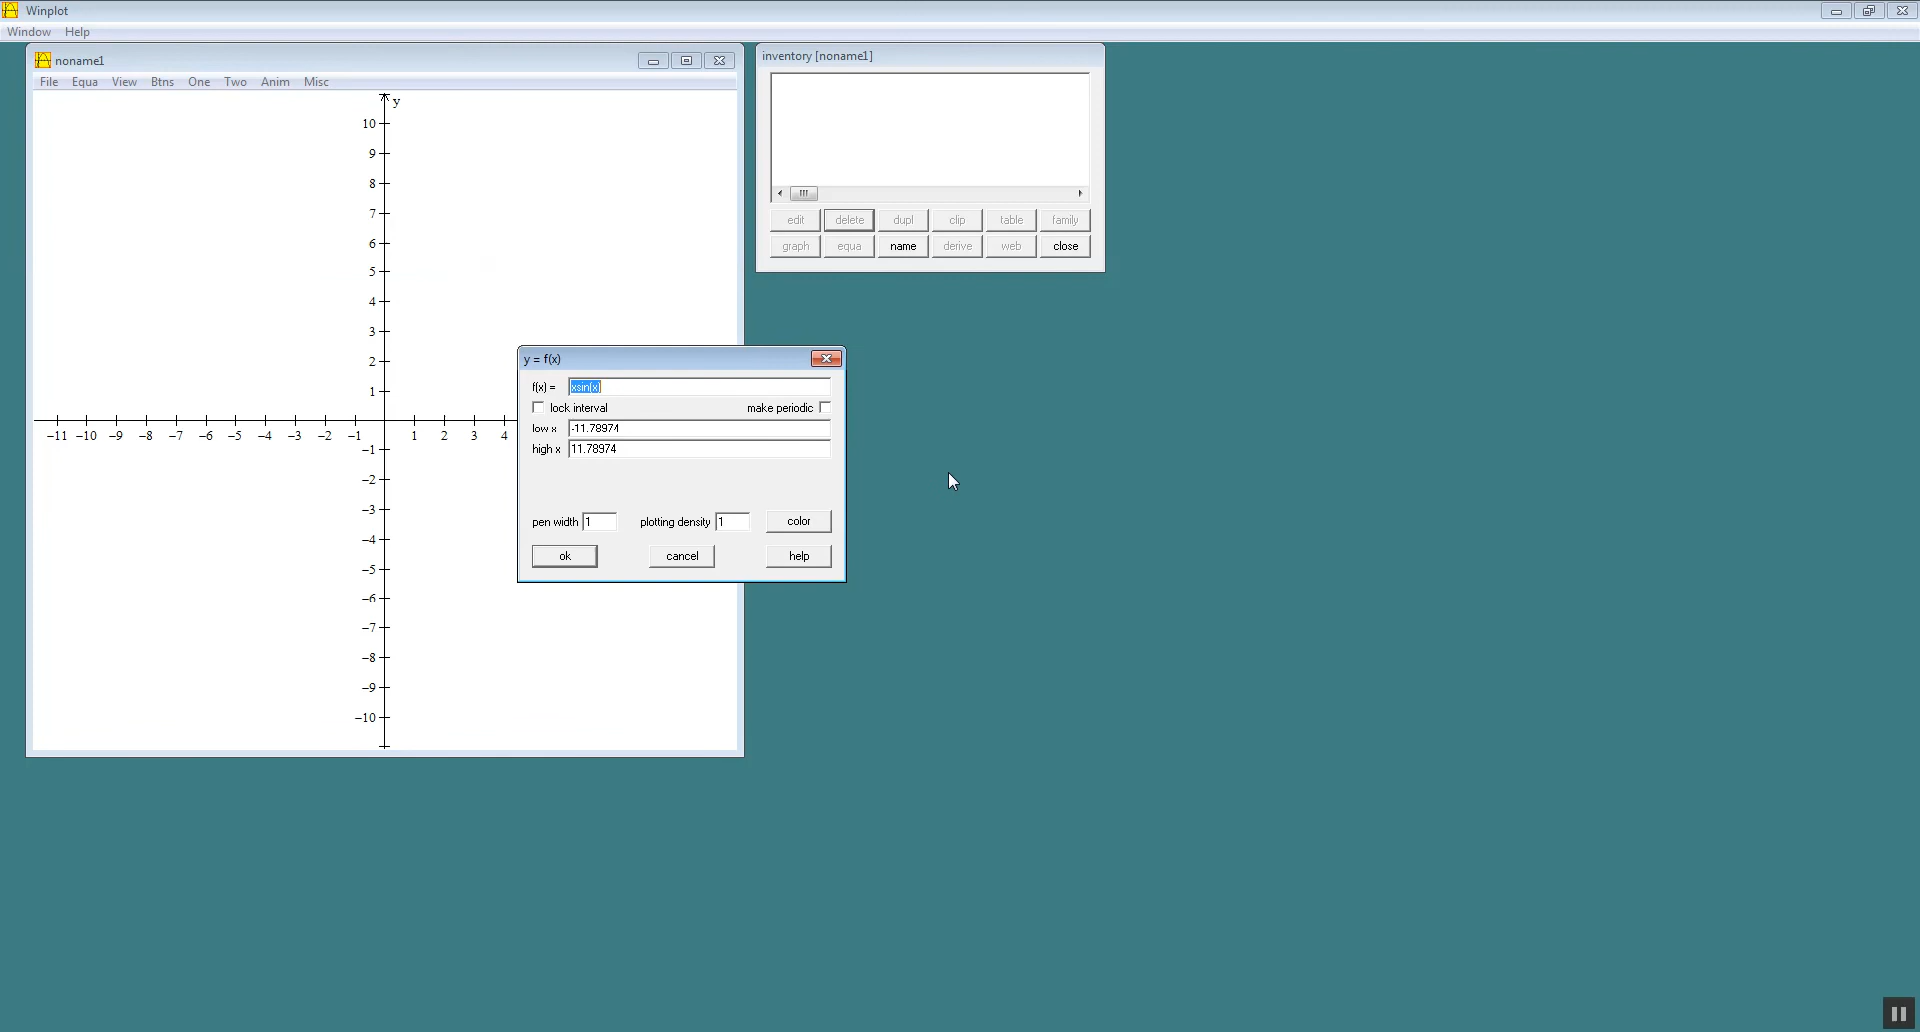 Winplot
Window Help
noname1
File Equa View Btns One Two Anim Misc
y
10
9
8
7
6
5
4
3
2
1
−11 −10 −9 −8 −7 −6 −5 −4 −3 −2 −1 1 2 3 4
−1
−2
−3
−4
−5
−6
−7
−8
−9
−10
inventory [noname1]
edit delete dupl clip table family
graph equa name derive web close
y = f(x)
f(x) = xsin(x)
lock interval make periodic
low x -11.78974
high x 11.78974
pen width 1 plotting density 1 color
ok cancel help